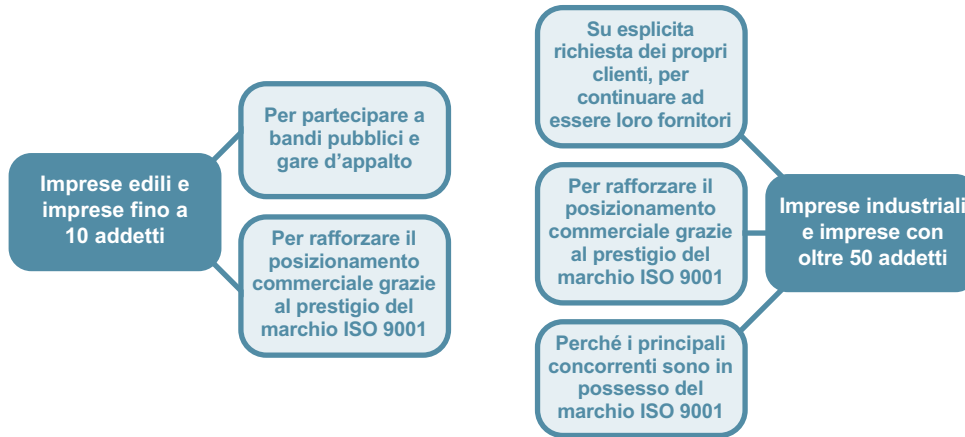 Imprese edili e
imprese fino a
10 addetti
Per partecipare a
bandi pubblici e
gare d'appalto
Per rafforzare il
posizionamento
commerciale grazie
al prestigio del
marchio ISO 9001
Su esplicita
richiesta dei propri
clienti, per
continuare ad
essere loro fornitori
Per rafforzare il
posizionamento
commerciale grazie
al prestigio del
marchio ISO 9001
Perché i principali
concorrenti sono in
possesso del
marchio ISO 9001
Imprese industriali
e imprese con
oltre 50 addetti